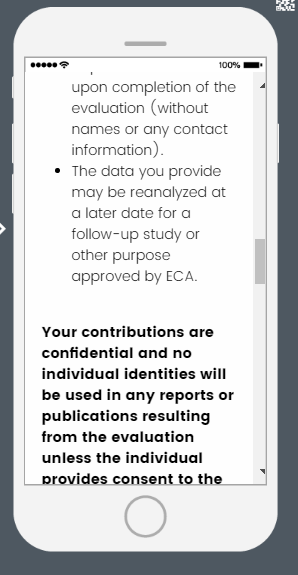 100%
upon completion of the
evaluation (without
names or any contact
information).
• The data you provide
may be reanalyzed at
a later date for a
follow-up study or
other purpose
approved by ECA.
Your contributions are
confidential and no
individual identities will
be used in any reports or
publications resulting
from the evaluation
unless the individual
provides consent to the